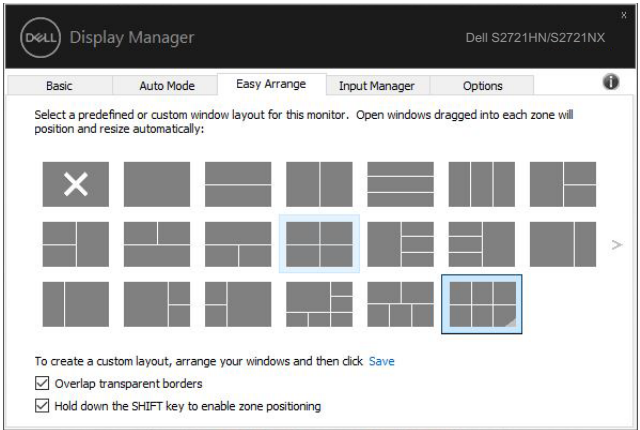 x
DELL Display Manager
Dell S2721HN/S2721NX
Basic
Auto Mode
Easy Arrange
Input Manager
Options
i
Select a predefined or custom window layout for this monitor. Open windows dragged into each zone will
position and resize automatically:
>
To create a custom layout, arrange your windows and then click Save
Overlap transparent borders
Hold down the SHIFT key to enable zone positioning